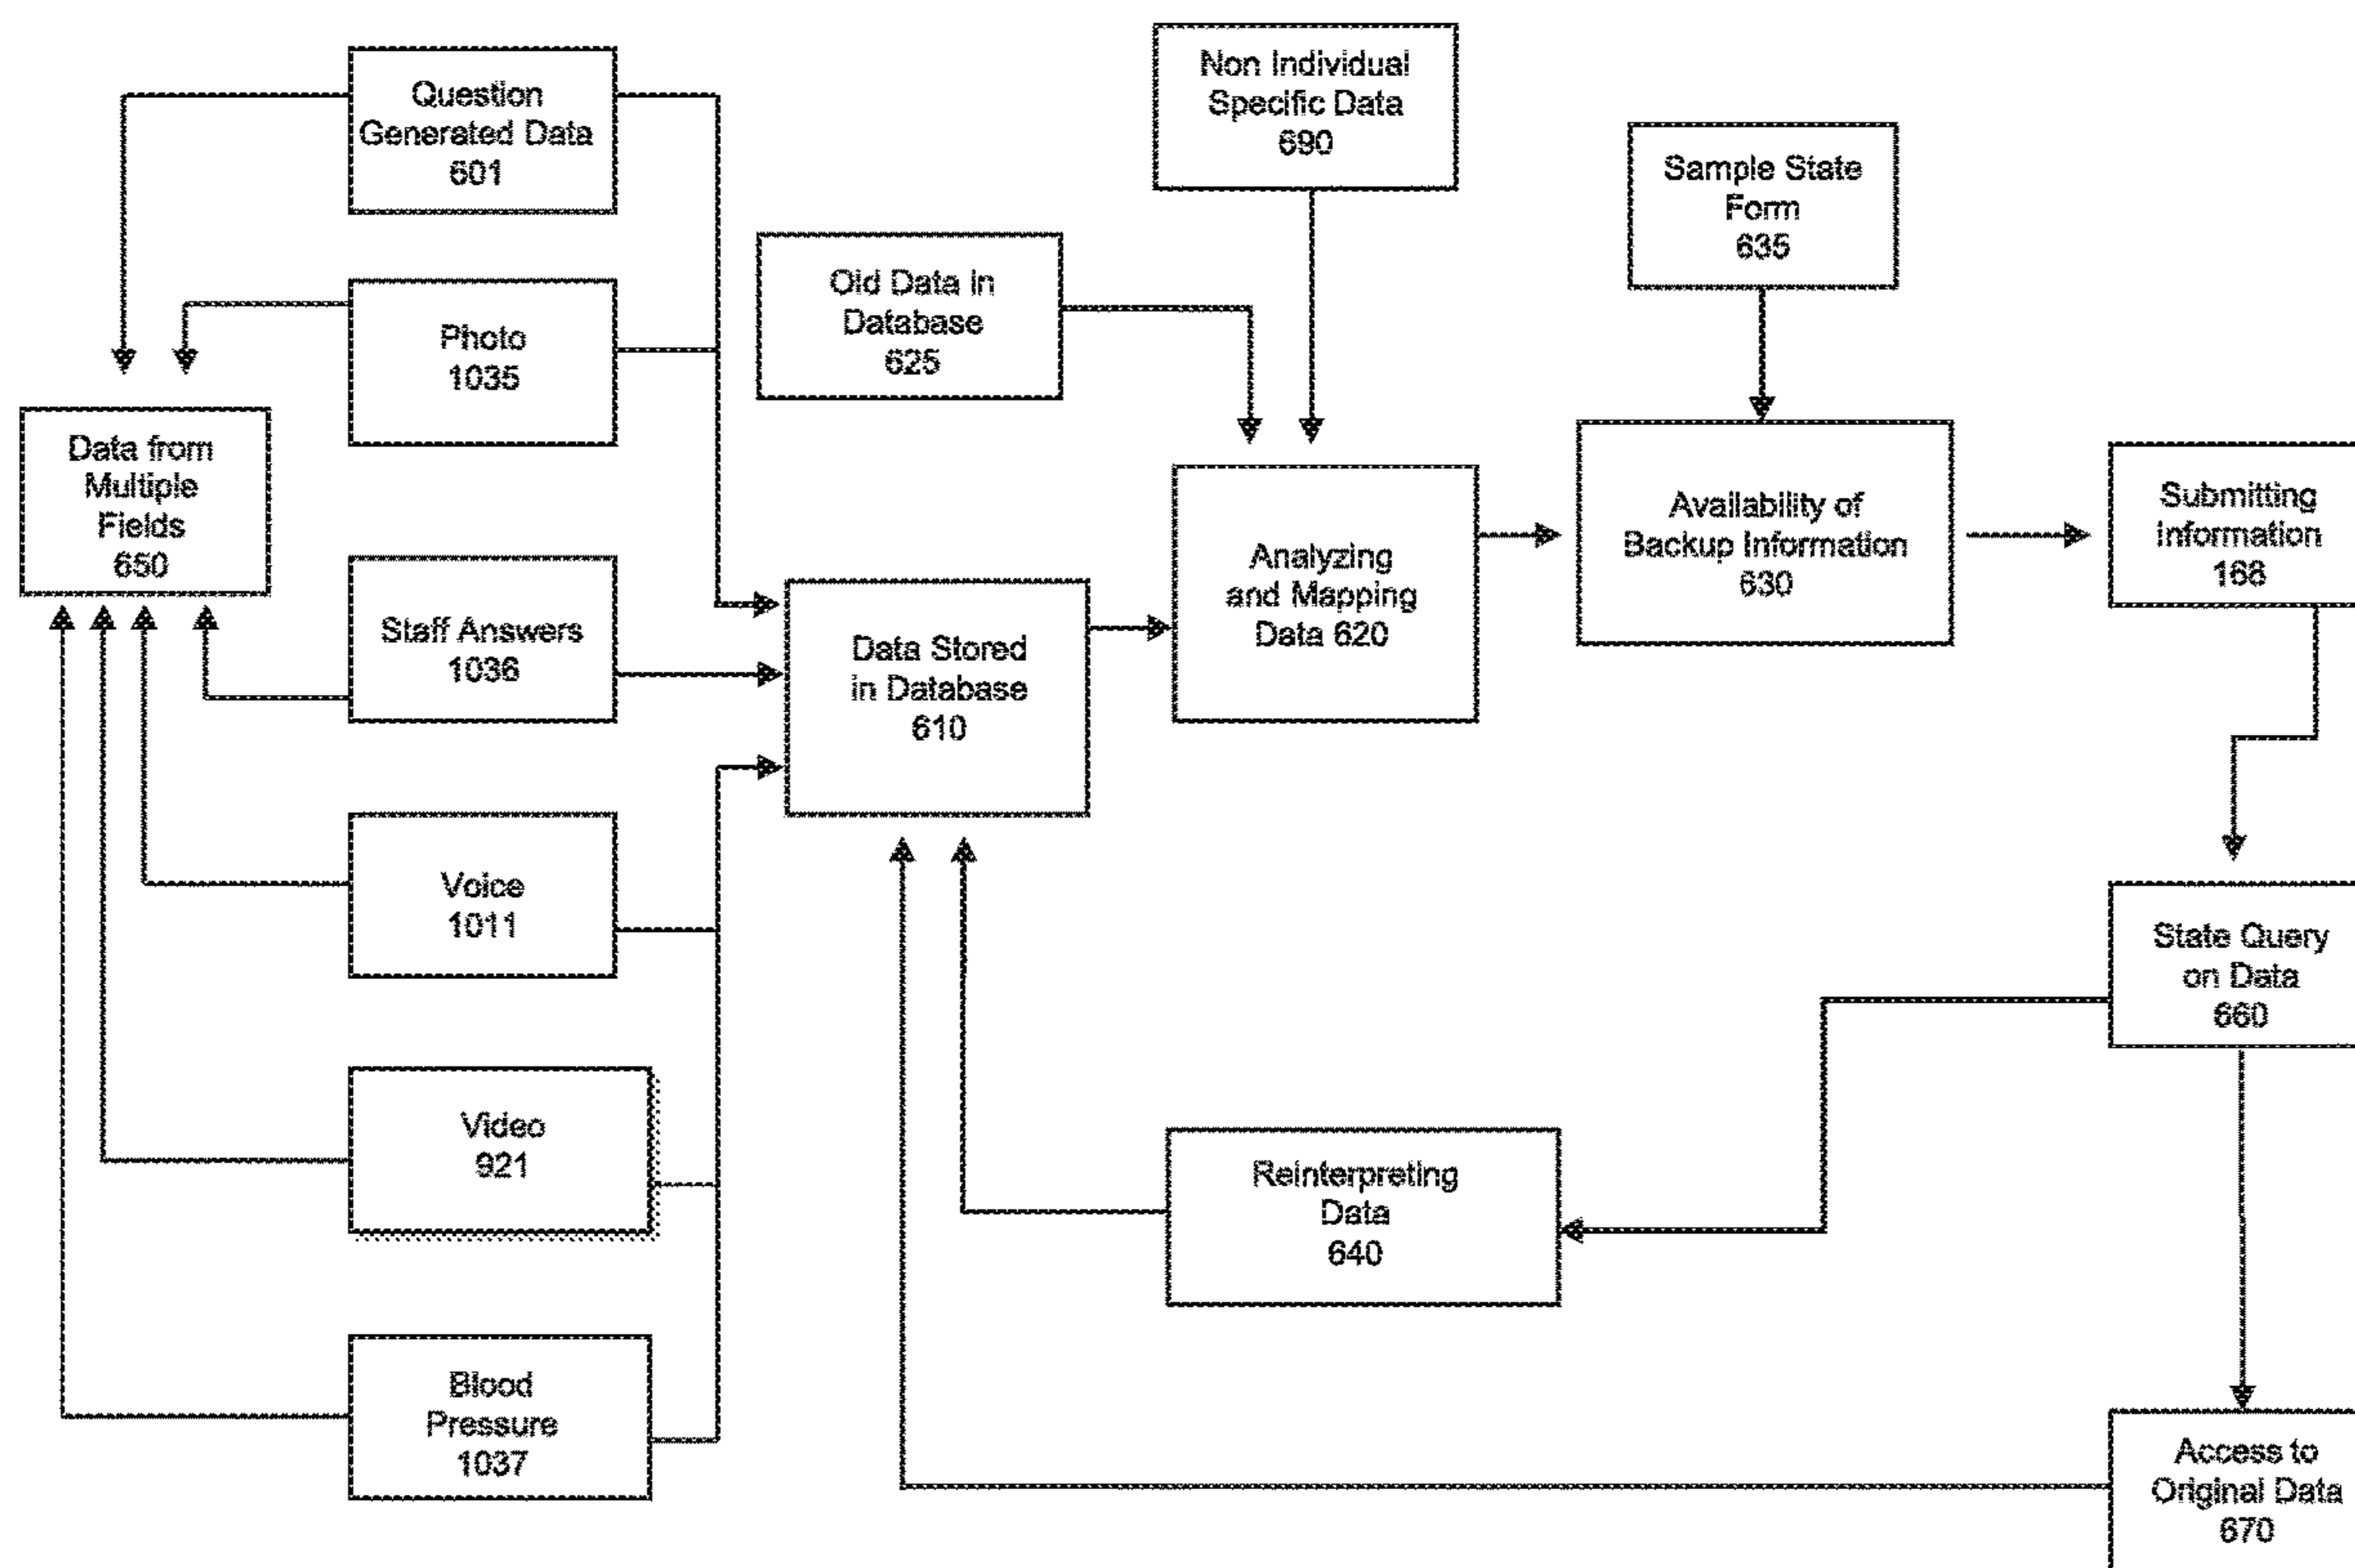 Question
Generated Data
601
Non Individual
Specific Data
690
Sample State
Form
635
Old Data in
Database
625
Photo
1035
Data from
Multiple
Fields
650
Availability of
Backup Information
630
Submitting
Information
168
Analyzing
and Mapping
Data 620
Staff Answers
1036
Data Stored
in Database
610
Voice
1011
State Query
on Data
660
Video
921
Reinterpreting
Data
640
Blood
Pressure
1037
Access to
Original Data
670